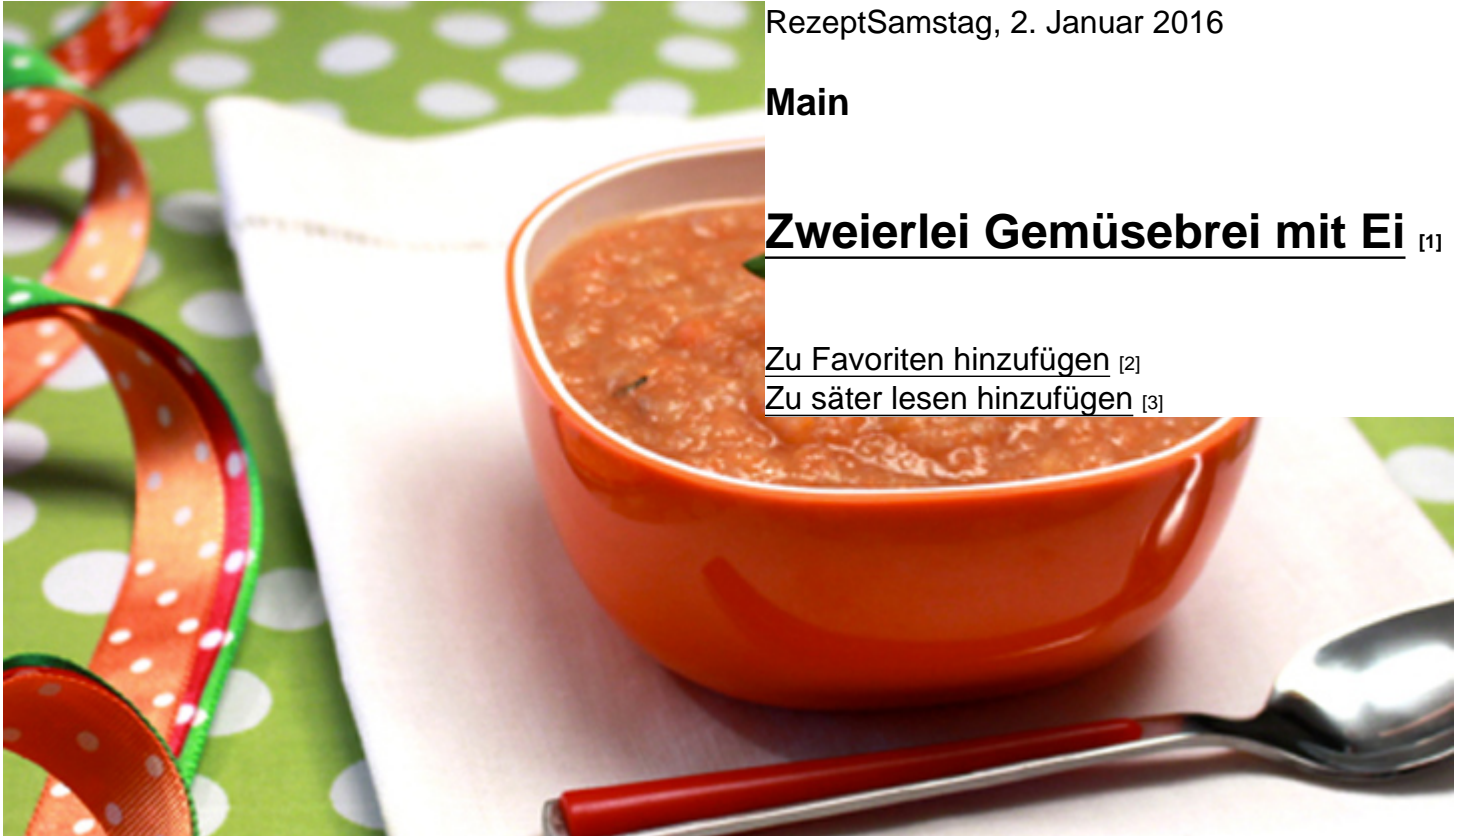 RezeptSamstag, 2. Januar 2016
Main
Zweierlei Gemüsebrei mit Ei [1]
Zu Favoriten hinzufügen [2]
Zu säter lesen hinzufügen [3]